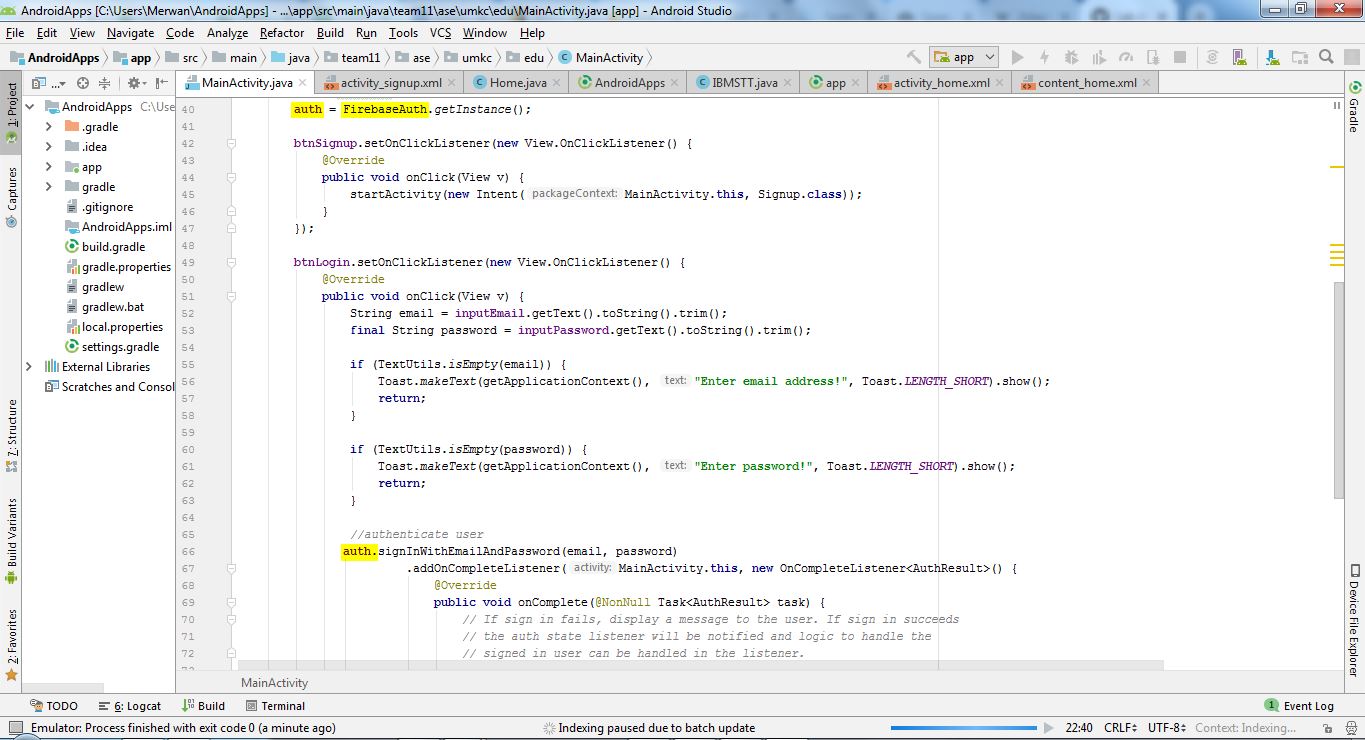 AndroidApps [C:\Users\Merwan\AndroidApps] - ...\app\src\main\java\team11\ase\umkc\edu\MainActivity.java [app] - Android Studio
File Edit View Navigate Code Analyze Refactor Build Run Tools VCS Window Help
AndroidApps app src main java team11 ase umkc edu MainActivity app
1: Project
Captures
7: Structure
Build Variants
2: Favorites
...
MainActivity.java activity_signup.xml Home.java AndroidApps IBMSTT.java app activity_home.xml content_home.xml
AndroidApps C:\Use
.gradle
.idea
app
gradle
.gitignore
AndroidApps.iml
build.gradle
gradle.properties
gradlew
gradlew.bat
local.properties
settings.gradle
External Libraries
Scratches and Consol
40 auth = FirebaseAuth.getInstance();
41
42 btnSignup.setOnClickListener(new View.OnClickListener() {
43 @Override
44 public void onClick(View v) {
45 startActivity(new Intent( packageContext: MainActivity.this, Signup.class));
46 }
47 });
48
49 btnLogin.setOnClickListener(new View.OnClickListener() {
50 @Override
51 public void onClick(View v) {
52 String email = inputEmail.getText().toString().trim();
53 final String password = inputPassword.getText().toString().trim();
54
55 if (TextUtils.isEmpty(email)) {
56 Toast.makeText(getApplicationContext(), text: "Enter email address!", Toast.LENGTH_SHORT).show();
57 return;
58 }
59
60 if (TextUtils.isEmpty(password)) {
61 Toast.makeText(getApplicationContext(), text: "Enter password!", Toast.LENGTH_SHORT).show();
62 return;
63 }
64
65 //authenticate user
66 auth.signInWithEmailAndPassword(email, password)
67 .addOnCompleteListener( activity: MainActivity.this, new OnCompleteListener<AuthResult>() {
68 @Override
69 public void onComplete(@NonNull Task<AuthResult> task) {
70 // If sign in fails, display a message to the user. If sign in succeeds
71 // the auth state listener will be notified and logic to handle the
72 // signed in user can be handled in the listener.
MainActivity
Gradle
Device File Explorer
TODO 6: Logcat Build Terminal 1 Event Log
Emulator: Process finished with exit code 0 (a minute ago) Indexing paused due to batch update 22:40 CRLF UTF-8 Context: Indexing...